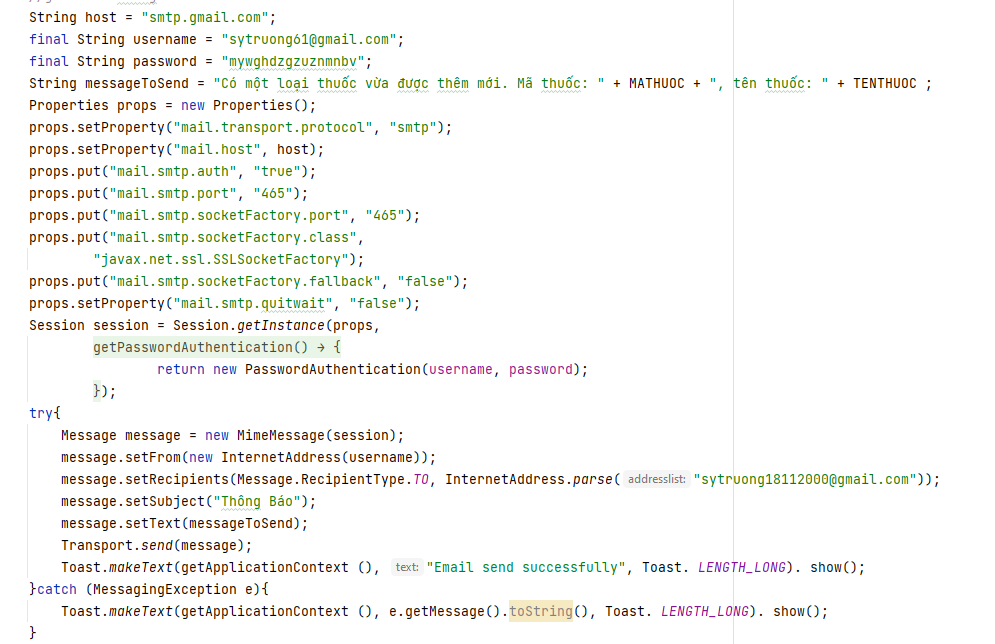 String host = "smtp.gmail.com";
final String username = "sytruong61@gmail.com";
final String password = "mywghdzgzuznmnbv";
String messageToSend = "Có một loại thuốc vừa được thêm mới. Mã thuốc: " + MATHUOC + ", tên thuốc: " + TENTHUOC ;
Properties props = new Properties();
props.setProperty("mail.transport.protocol", "smtp");
props.setProperty("mail.host", host);
props.put("mail.smtp.auth", "true");
props.put("mail.smtp.port", "465");
props.put("mail.smtp.socketFactory.port", "465");
props.put("mail.smtp.socketFactory.class",
"javax.net.ssl.SSLSocketFactory");
props.put("mail.smtp.socketFactory.fallback", "false");
props.setProperty("mail.smtp.quitwait", "false");
Session session = Session.getInstance(props,
getPasswordAuthentication() → {
return new PasswordAuthentication(username, password);
});
try{
Message message = new MimeMessage(session);
message.setFrom(new InternetAddress(username));
message.setRecipients(Message.RecipientType.TO, InternetAddress.parse( addresslist: "sytruong18112000@gmail.com"));
message.setSubject("Thông Báo");
message.setText(messageToSend);
Transport.send(message);
Toast.makeText(getApplicationContext (), text: "Email send successfully", Toast. LENGTH_LONG). show();
}catch (MessagingException e){
Toast.makeText(getApplicationContext (), e.getMessage().toString(), Toast. LENGTH_LONG). show();
}